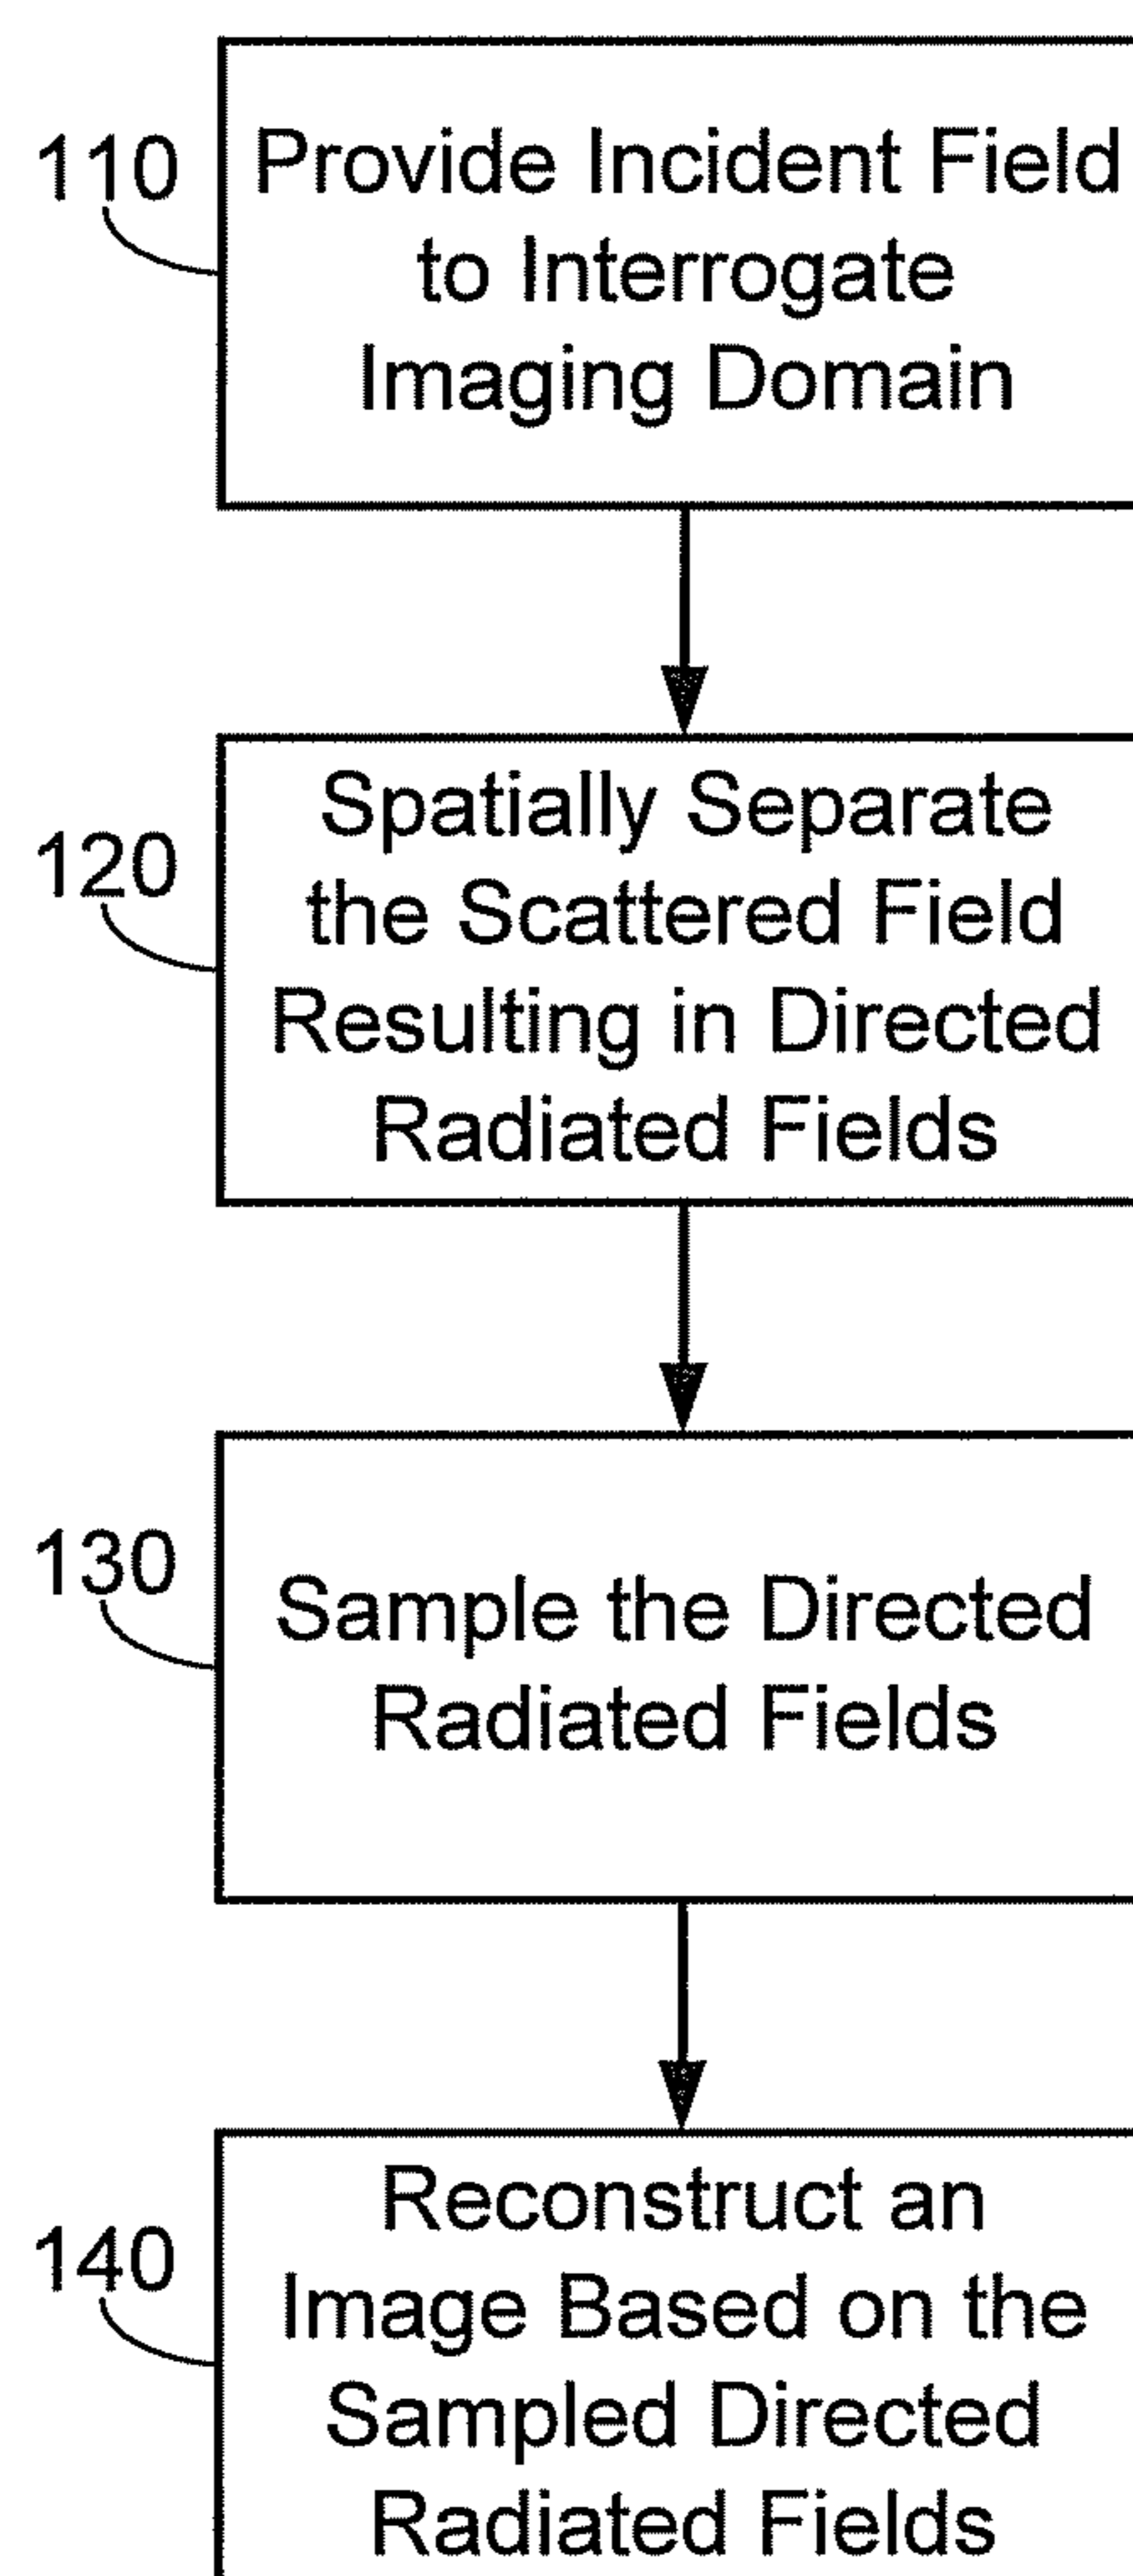 110
Provide Incident Field
to Interrogate
Imaging Domain
120
Spatially Separate
the Scattered Field
Resulting in Directed
Radiated Fields
130
Sample the Directed
Radiated Fields
140
Reconstruct an
Image Based on the
Sampled Directed
Radiated Fields